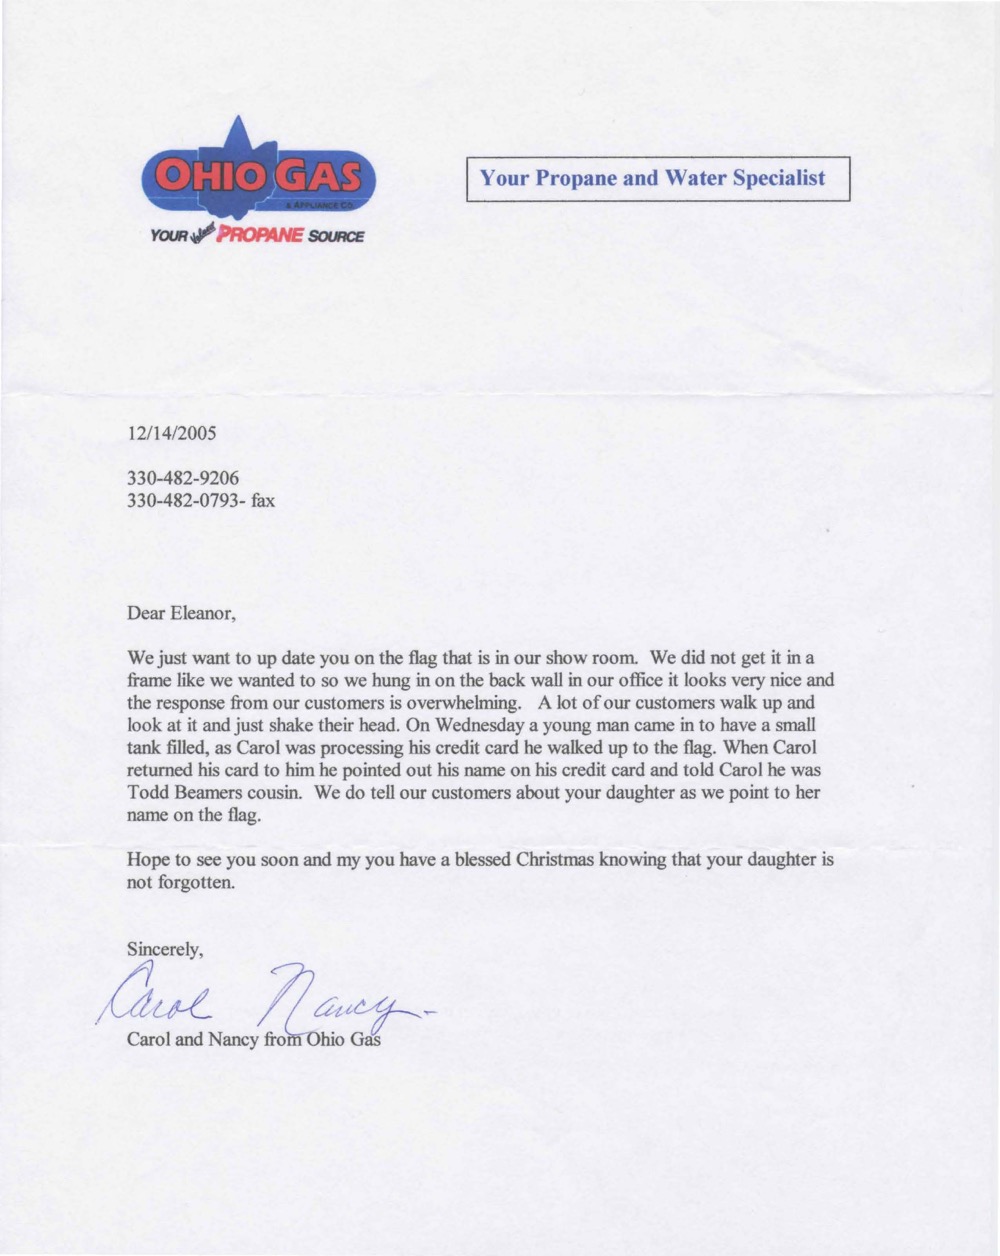 OHIO GAS
& APPLIANCE CO.
YOUR Valued PROPANE SOURCE
Your Propane and Water Specialist
12/14/2005
330-482-9206
330-482-0793- fax
Dear Eleanor,
We just want to up date you on the flag that is in our show room.  We did not get it in a
frame like we wanted to so we hung in on the back wall in our office it looks very nice and
the response from our customers is overwhelming.   A lot of our customers walk up and
look at it and just shake their head. On Wednesday a young man came in to have a small
tank filled, as Carol was processing his credit card he walked up to the flag. When Carol
returned his card to him he pointed out his name on his credit card and told Carol he was
Todd Beamers cousin.  We do tell our customers about your daughter as we point to her
name on the flag.
Hope to see you soon and my you have a blessed Christmas knowing that your daughter is
not forgotten.
Sincerely,
Carol Nancy
Carol and Nancy from Ohio Gas